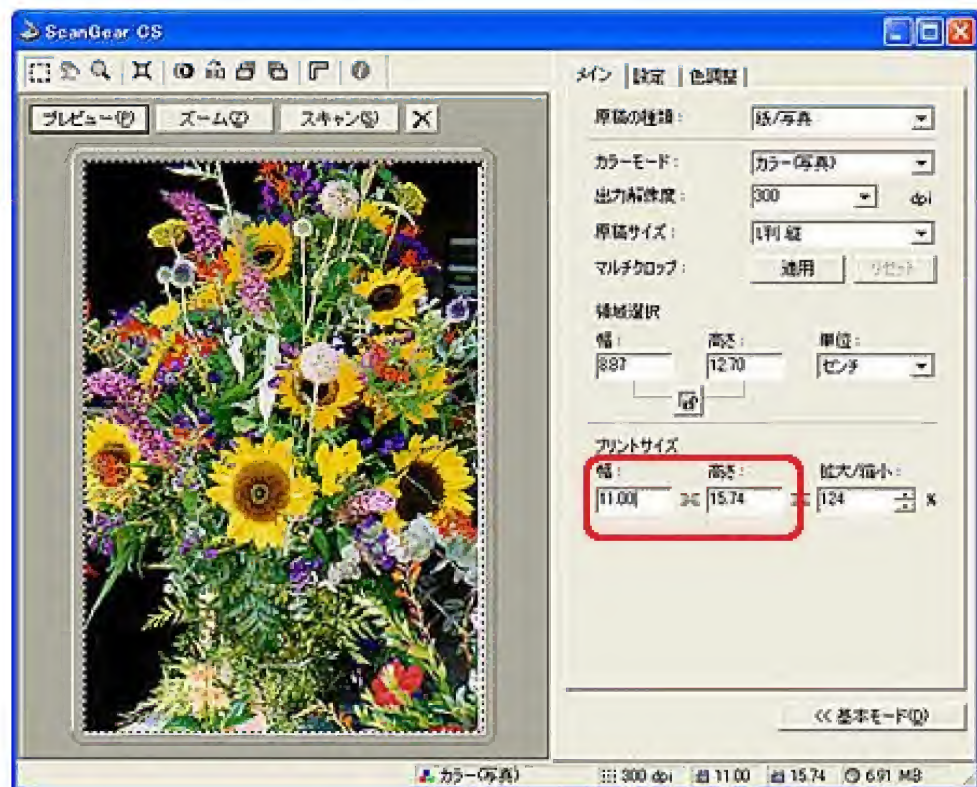 ScanGear CS
メイン 設定 色調整
プレビュー(P) ズーム(Z) スキャン(S)
原稿の種類: 紙/写真
カラーモード: カラー(写真)
出力解像度: 300 dpi
原稿サイズ: L判 縦
マルチクロップ: 適用 リセット
領域選択
幅: 高さ: 単位:
8.87 12.70 センチ
プリントサイズ
幅: 高さ: 拡大/縮小:
11.00 15.74 124 %
<< 基本モード(D)
カラー(写真) 300 dpi 11.00 15.74 6.91 MB